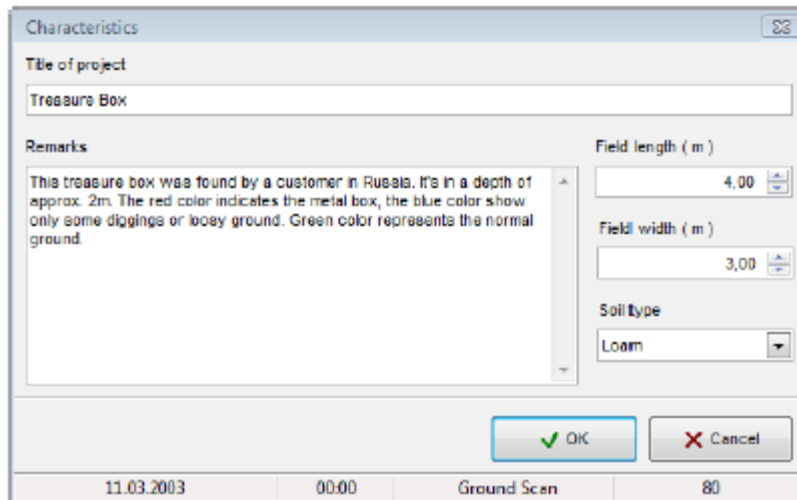 Characteristics
Title of project
Treasure Box
Remarks
This treasure box was found by a customer in Russia. It's in a depth of
approx. 2m. The red color indicates the metal box, the blue color show
only some diggings or loosy ground. Green color represents the normal
ground.
Field length ( m )
4,00
Field width ( m )
3,00
Soil type
Loam
OK
Cancel
11.03.2003 00:00 Ground Scan 80